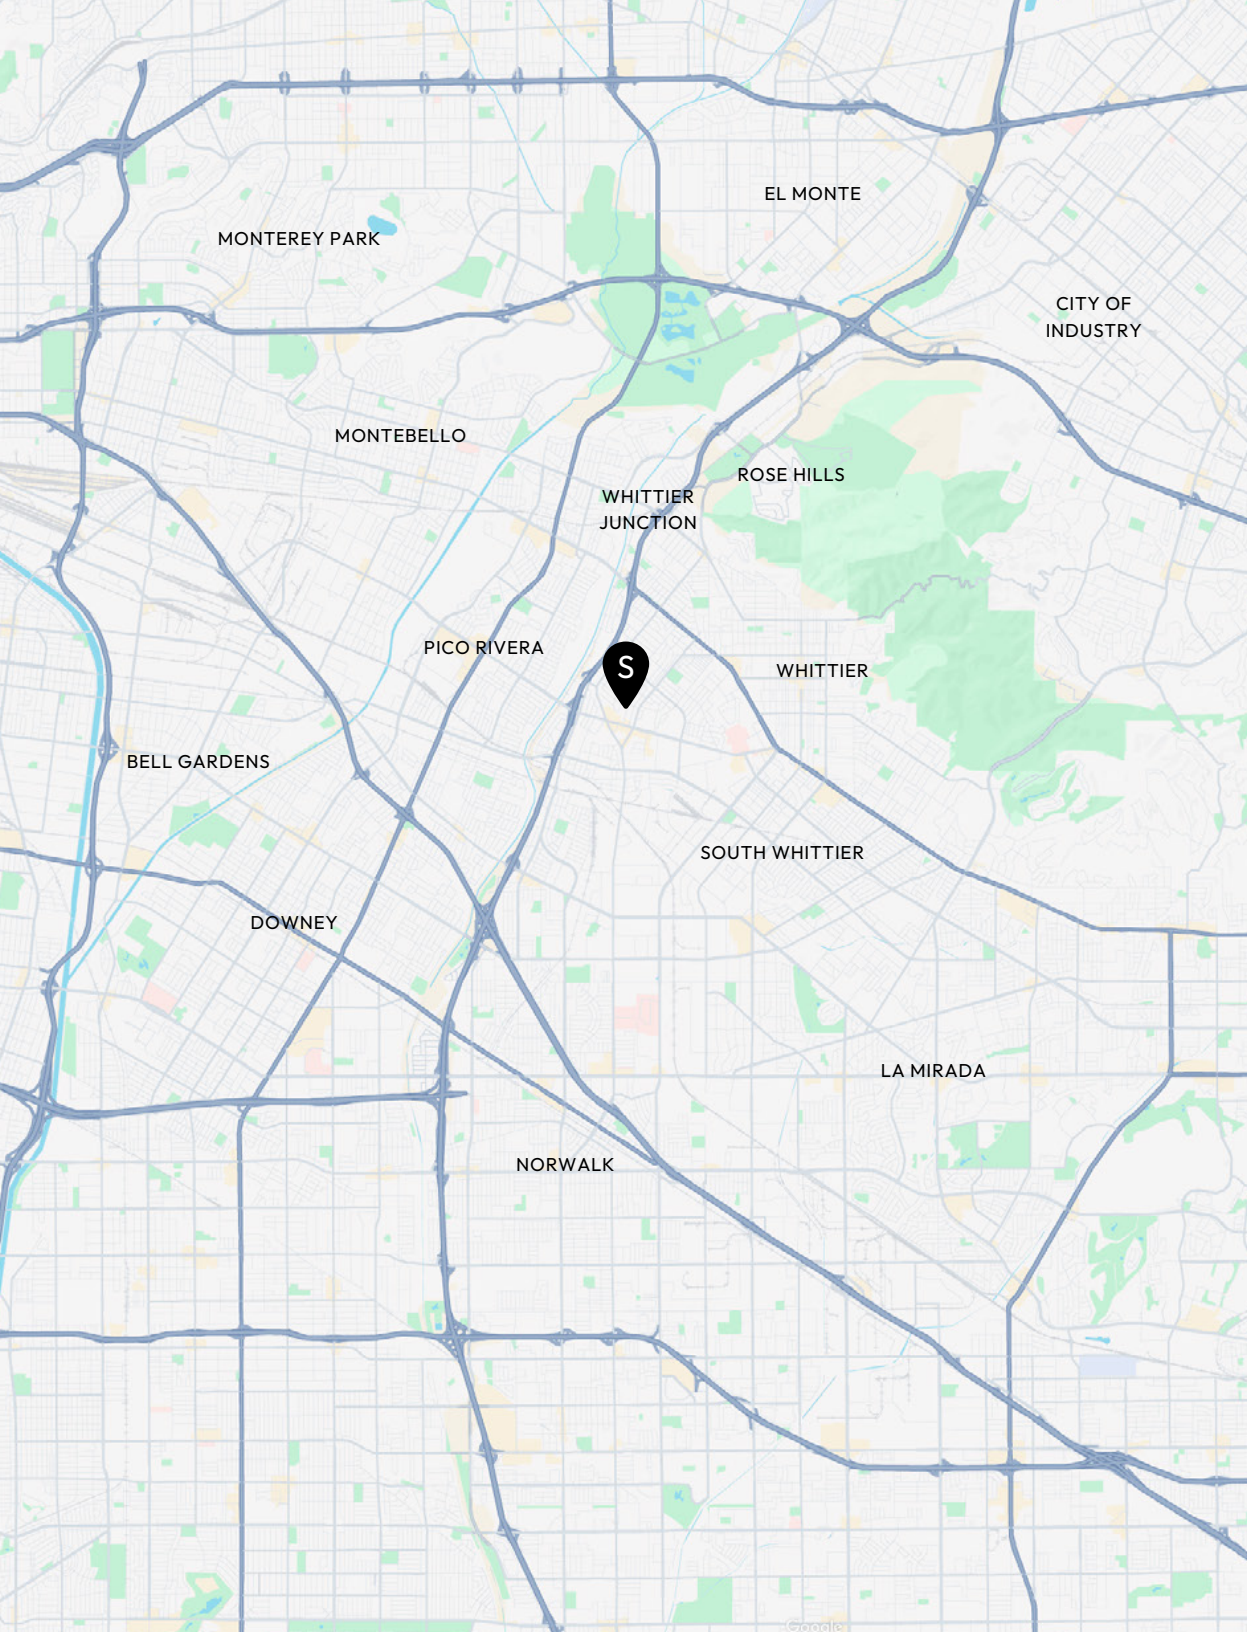 EL MONTE
MONTEREY PARK
CITY OF
INDUSTRY
MONTEBELLO
ROSE HILLS
WHITTIER
JUNCTION
PICO RIVERA
S
WHITTIER
BELL GARDENS
SOUTH WHITTIER
DOWNEY
LA MIRADA
NORWALK
Google